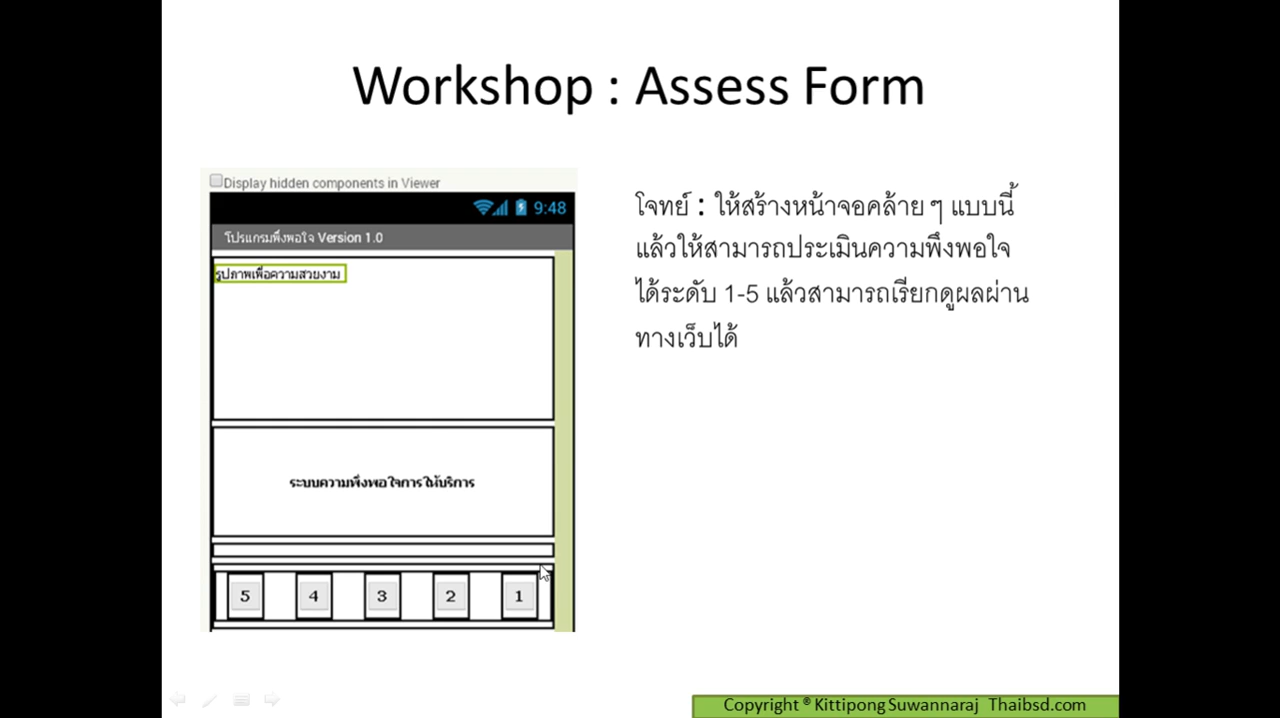 Workshop : Assess Form
Display hidden components in Viewer
9:48
โปรแกรมพึ่งพอใจ Version 1.0
รูปภาพเพื่อความสวยงาม
ระบบความพึ่งพอใจการให้บริการ
5 4 3 2 1
โจทย์ : ให้สร้างหน้าจอคล้าย ๆ แบบนี้
แล้วให้สามารถประเมินความพึงพอใจ
ได้ระดับ 1-5 แล้วสามารถเรียกดูผลผ่าน
ทางเว็บได้
Copyright ® Kittipong Suwannaraj Thaibsd.com